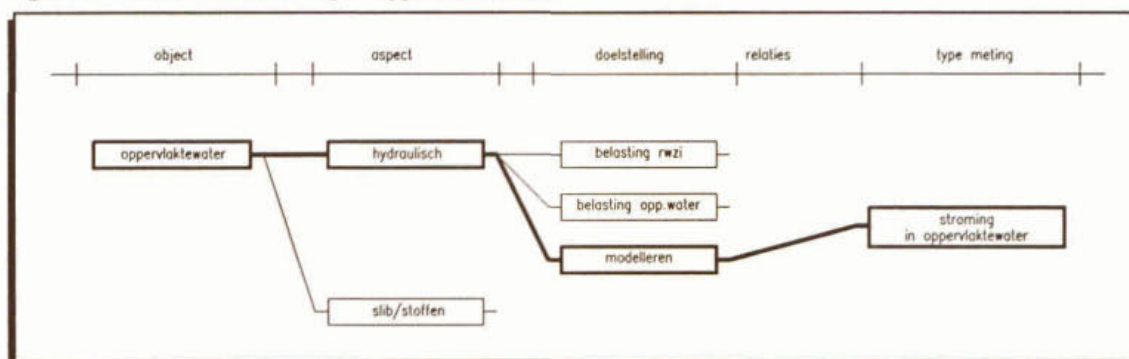 object aspect doelstelling relaties type meting
oppervlaktewater hydraulisch belasting rwzi
belasting opp.water
stroming
in oppervlaktewater
modelleren
slib/stoffen